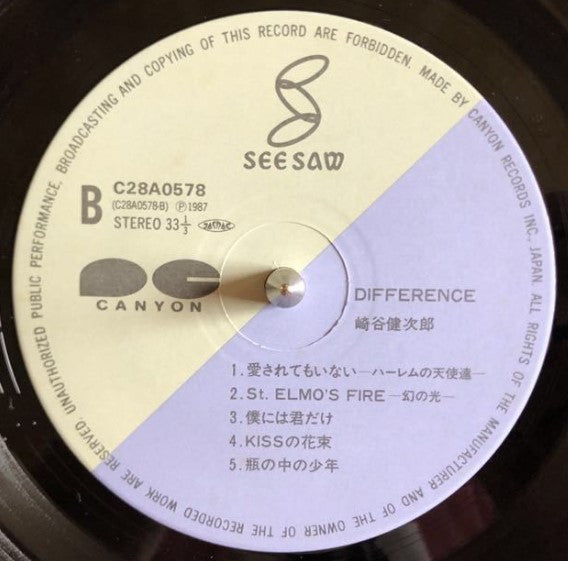 UNAUTHORIZED PUBLIC PERFORMANCE, BROADCASTING AND COPYING OF THIS RECORD ARE FORBIDDEN. MADE BY CANYON RECORDS INC., JAPAN. ALL RIGHTS OF THE MANUFACTURER AND OF THE OWNER OF THE RECORDED WORK ARE RESERVED.
SEE SAW
B
C28A0578
(C28A0578-B) Ⓟ1987
STEREO 33 1/3
CANYON
DIFFERENCE
崎谷健次郎
1.愛されてもいない―ハーレムの天使達―
2.St. ELMO'S FIRE―幻の光―
3.僕には君だけ
4.KISSの花束
5.瓶の中の少年